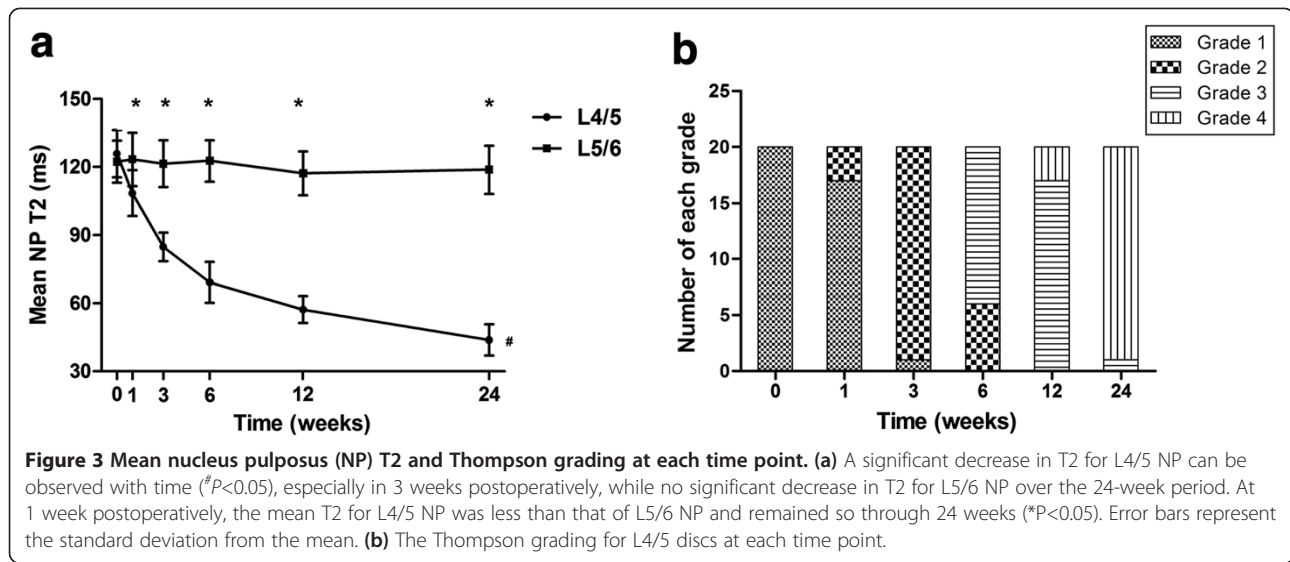 a
150
120
90
60
30
Mean NP T2 (ms)
* * * * *
L4/5
L5/6
#
0 1 3 6 12 24
Time (weeks)
b
Grade 1
Grade 2
Grade 3
Grade 4
25
20
15
10
5
0
Number of each grade
0 1 3 6 12 24
Time (weeks)
Figure 3 Mean nucleus pulposus (NP) T2 and Thompson grading at each time point. (a) A significant decrease in T2 for L4/5 NP can be
observed with time (#P<0.05), especially in 3 weeks postoperatively, while no significant decrease in T2 for L5/6 NP over the 24-week period. At
1 week postoperatively, the mean T2 for L4/5 NP was less than that of L5/6 NP and remained so through 24 weeks (*P<0.05). Error bars represent
the standard deviation from the mean. (b) The Thompson grading for L4/5 discs at each time point.